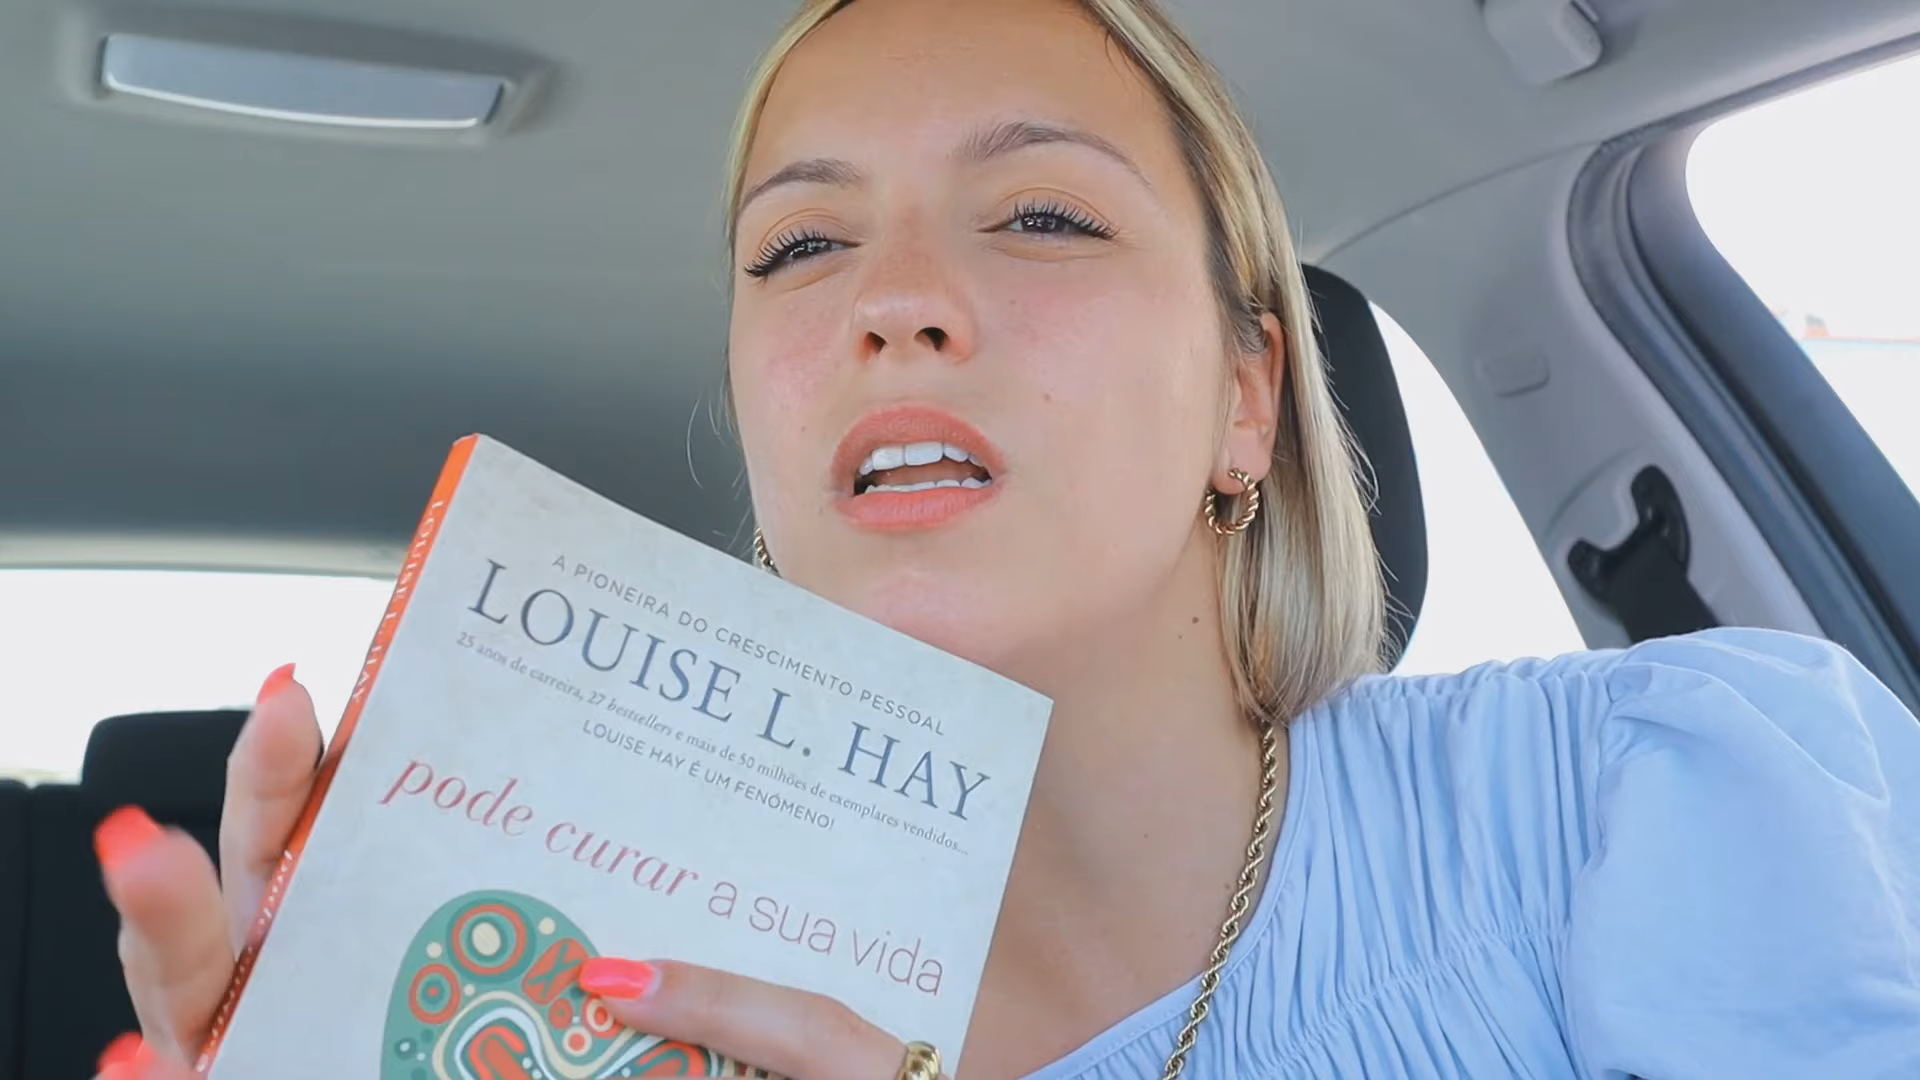 A PIONEIRA DO CRESCIMENTO PESSOAL
LOUISE L. HAY
25 anos de carreira, 27 bestsellers e mais de 50 milhões de exemplares vendidos...
LOUISE HAY É UM FENÓMENO!
pode curar a sua vida
LOUISE L. HAY
pode